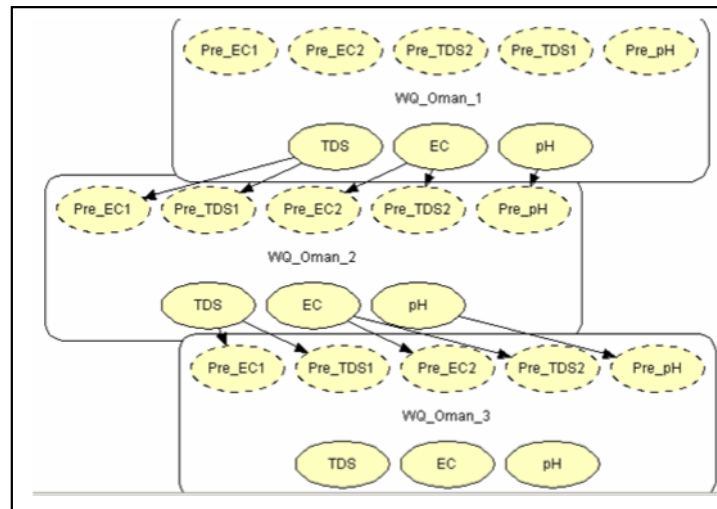 Pre_EC1 Pre_EC2 Pre_TDS2 Pre_TDS1 Pre_pH
WQ_Oman_1
TDS EC pH
Pre_EC1 Pre_TDS1 Pre_EC2 Pre_TDS2 Pre_pH
WQ_Oman_2
TDS EC pH
Pre_EC1 Pre_TDS1 Pre_EC2 Pre_TDS2 Pre_pH
WQ_Oman_3
TDS EC pH